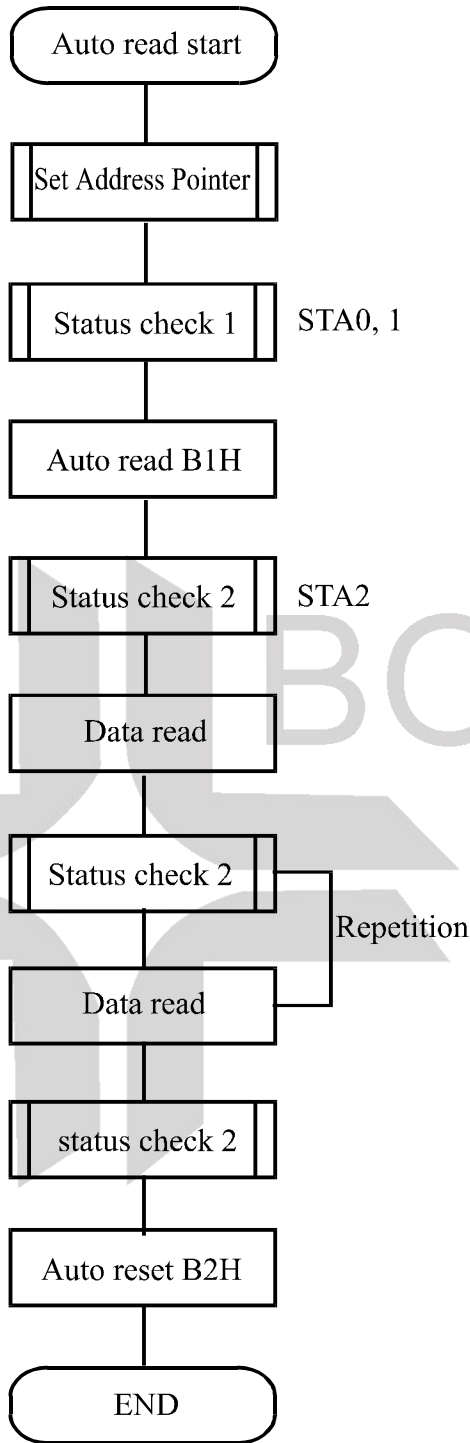 Auto read start
Set Address Pointer
Status check 1
STA0, 1
Auto read B1H
Status check 2
STA2
BO
Data read
Status check 2
Repetition
Data read
status check 2
Auto reset B2H
END